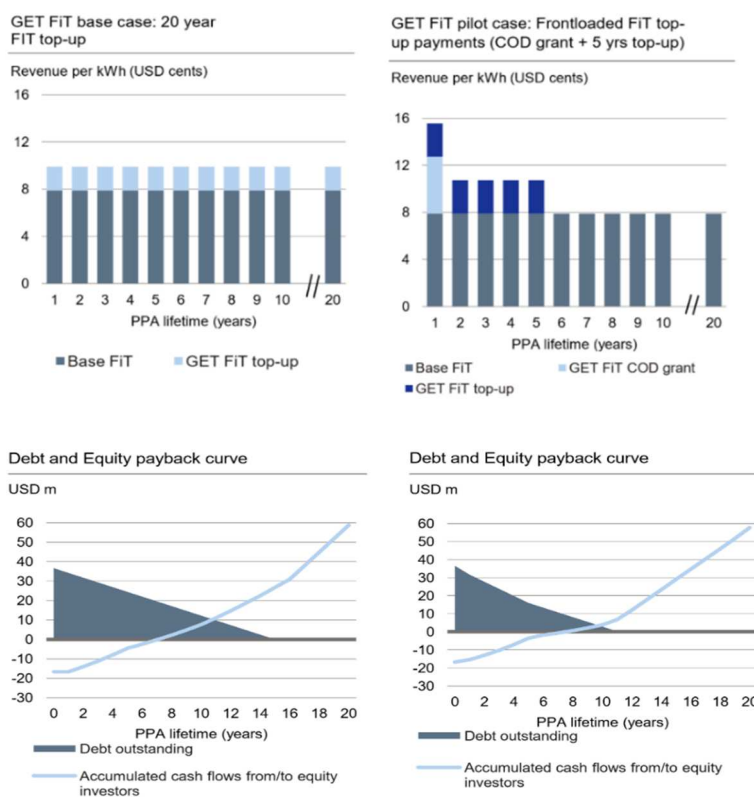 GET FiT base case: 20 year
FIT top-up
Revenue per kWh (USD cents)
16
12
8
4
0
1 2 3 4 5 6 7 8 9 10 // 20
PPA lifetime (years)
Base FiT GET FiT top-up
GET FiT pilot case: Frontloaded FiT top-
up payments (COD grant + 5 yrs top-up)
Revenue per kWh (USD cents)
16
12
8
4
0
1 2 3 4 5 6 7 8 9 10 // 20
PPA lifetime (years)
Base FiT GET FiT COD grant
GET FiT top-up
Debt and Equity payback curve
USD m
60
50
40
30
20
10
0
-10
-20
-30
0 2 4 6 8 10 12 14 16 18 20
PPA lifetime (years)
Debt outstanding
Accumulated cash flows from/to equity
investors
Debt and Equity payback curve
USD m
60
50
40
30
20
10
0
-10
-20
-30
0 2 4 6 8 10 12 14 16 18 20
PPA lifetime (years)
Debt outstanding
Accumulated cash flows from/to equity
investors